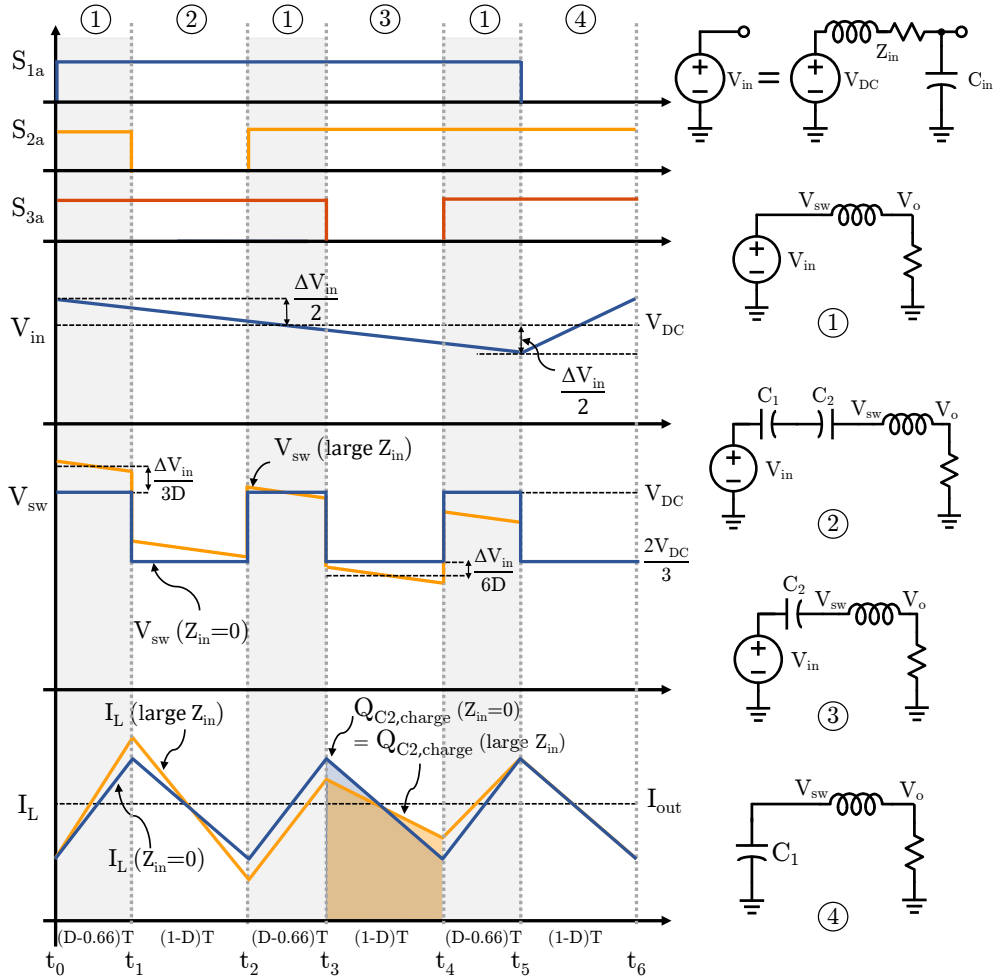 ① ② ① ③ ① ④
S1a
S2a
S3a
Vin
ΔVin
2
VDC
ΔVin
2
Vsw
ΔVin
3D
Vsw (large Zin)
VDC
2VDC
3
ΔVin
6D
Vsw (Zin=0)
IL (large Zin)
QC2,charge (Zin=0)
= QC2,charge (large Zin)
IL
Iout
IL (Zin=0)
(D-0.66)T (1-D)T (D-0.66)T (1-D)T (D-0.66)T (1-D)T
t0 t1 t2 t3 t4 t5 t6
Vin = VDC Zin Cin
Vsw Vo
Vin
①
C1 C2 Vsw Vo
Vin
②
C2 Vsw Vo
Vin
③
Vsw Vo
C1
④